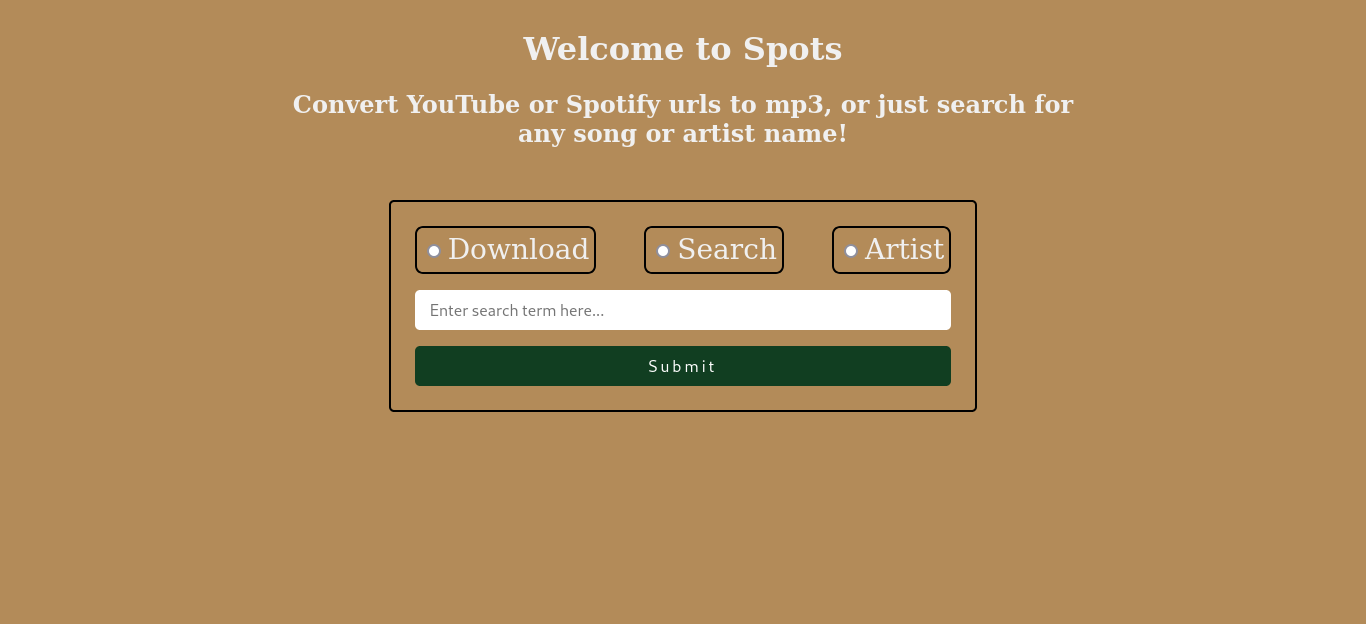 Welcome to Spots
Convert YouTube or Spotify urls to mp3, or just search for
any song or artist name!
Download Search Artist
Enter search term here...
Submit